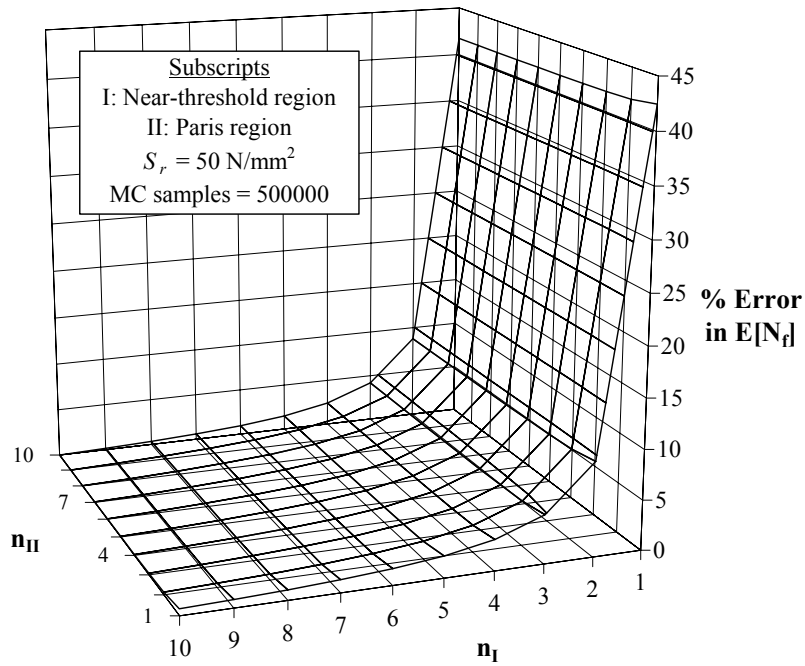 Subscripts
I: Near-threshold region
II: Paris region
S_r = 50 N/mm²
MC samples = 500000
45
40
35
30
25
20
15
10
5
0
% Error
in E[N_f]
10
7
4
1
n_II
10
9
8
7
6
5
4
3
2
1
n_I